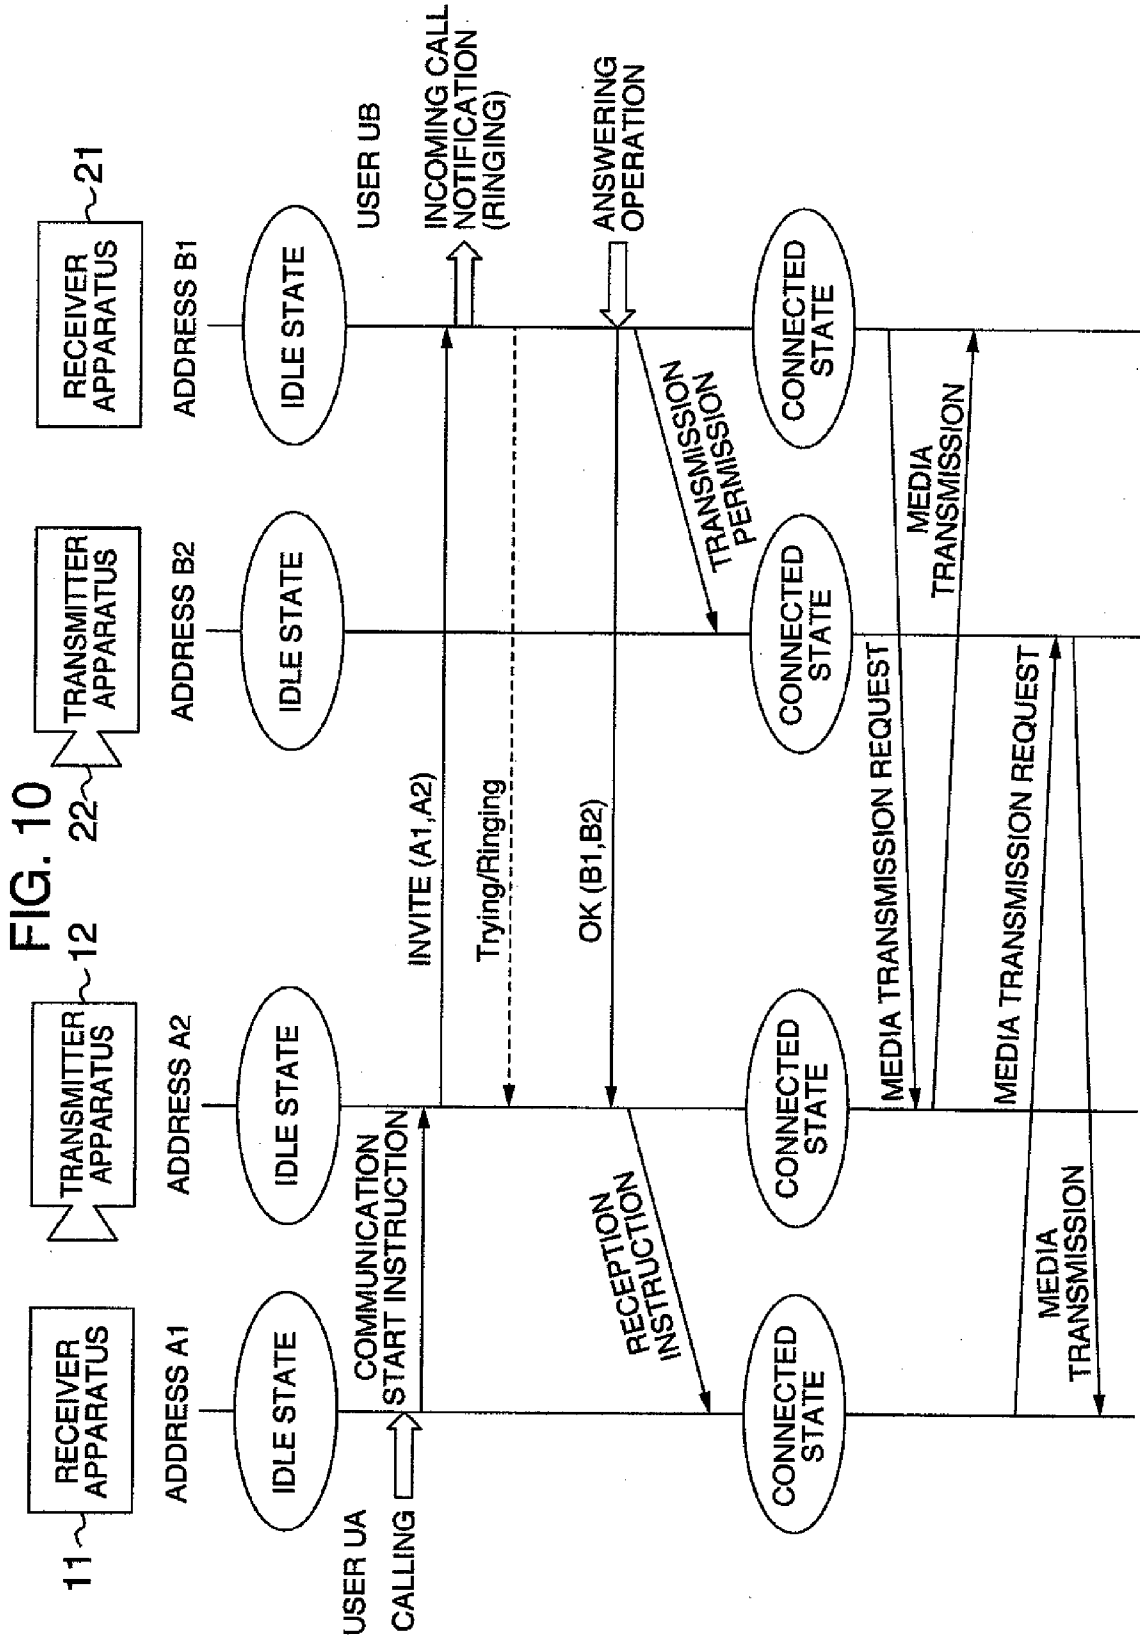 FIG. 10
11
RECEIVER
APPARATUS
12
TRANSMITTER
APPARATUS
22
TRANSMITTER
APPARATUS
21
RECEIVER
APPARATUS
ADDRESS A1
ADDRESS A2
ADDRESS B2
ADDRESS B1
IDLE STATE
IDLE STATE
IDLE STATE
IDLE STATE
USER UA
CALLING
COMMUNICATION
START INSTRUCTION
USER UB
INVITE (A1,A2)
INCOMING CALL
NOTIFICATION
(RINGING)
Trying/Ringing
OK (B1,B2)
ANSWERING
OPERATION
RECEPTION
INSTRUCTION
TRANSMISSION
PERMISSION
CONNECTED
STATE
CONNECTED
STATE
CONNECTED
STATE
CONNECTED
STATE
MEDIA TRANSMISSION REQUEST
MEDIA
TRANSMISSION
MEDIA TRANSMISSION REQUEST
MEDIA
TRANSMISSION